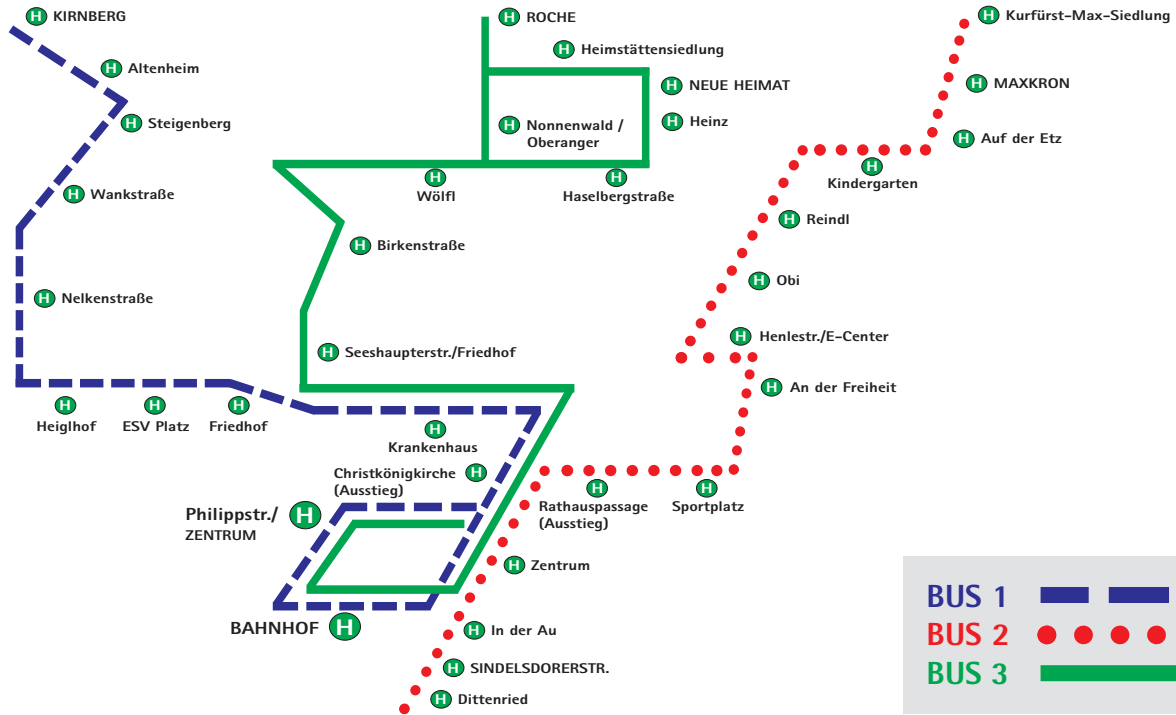 H KIRNBERG
H Altenheim
H Steigenberg
H Wankstraße
H Nelkenstraße
H Heiglhof
H ESV Platz
H Friedhof
H Krankenhaus
H Christkönigkirche
(Ausstieg)
H Philippstr./
ZENTRUM
H BAHNHOF
H ROCHE
H Heimstättensiedlung
H NEUE HEIMAT
H Heinz
H Nonnenwald /
Oberanger
H Wölfl
H Haselbergstraße
H Birkenstraße
H Seeshaupterstr./Friedhof
H Kurfürst-Max-Siedlung
H MAXKRON
H Auf der Etz
H Kindergarten
H Reindl
H Obi
H Henlestr./E-Center
H An der Freiheit
H Sportplatz
H Rathauspassage
(Ausstieg)
H Zentrum
H In der Au
H SINDELSDORERSTR.
H Dittenried
BUS 1
BUS 2
BUS 3